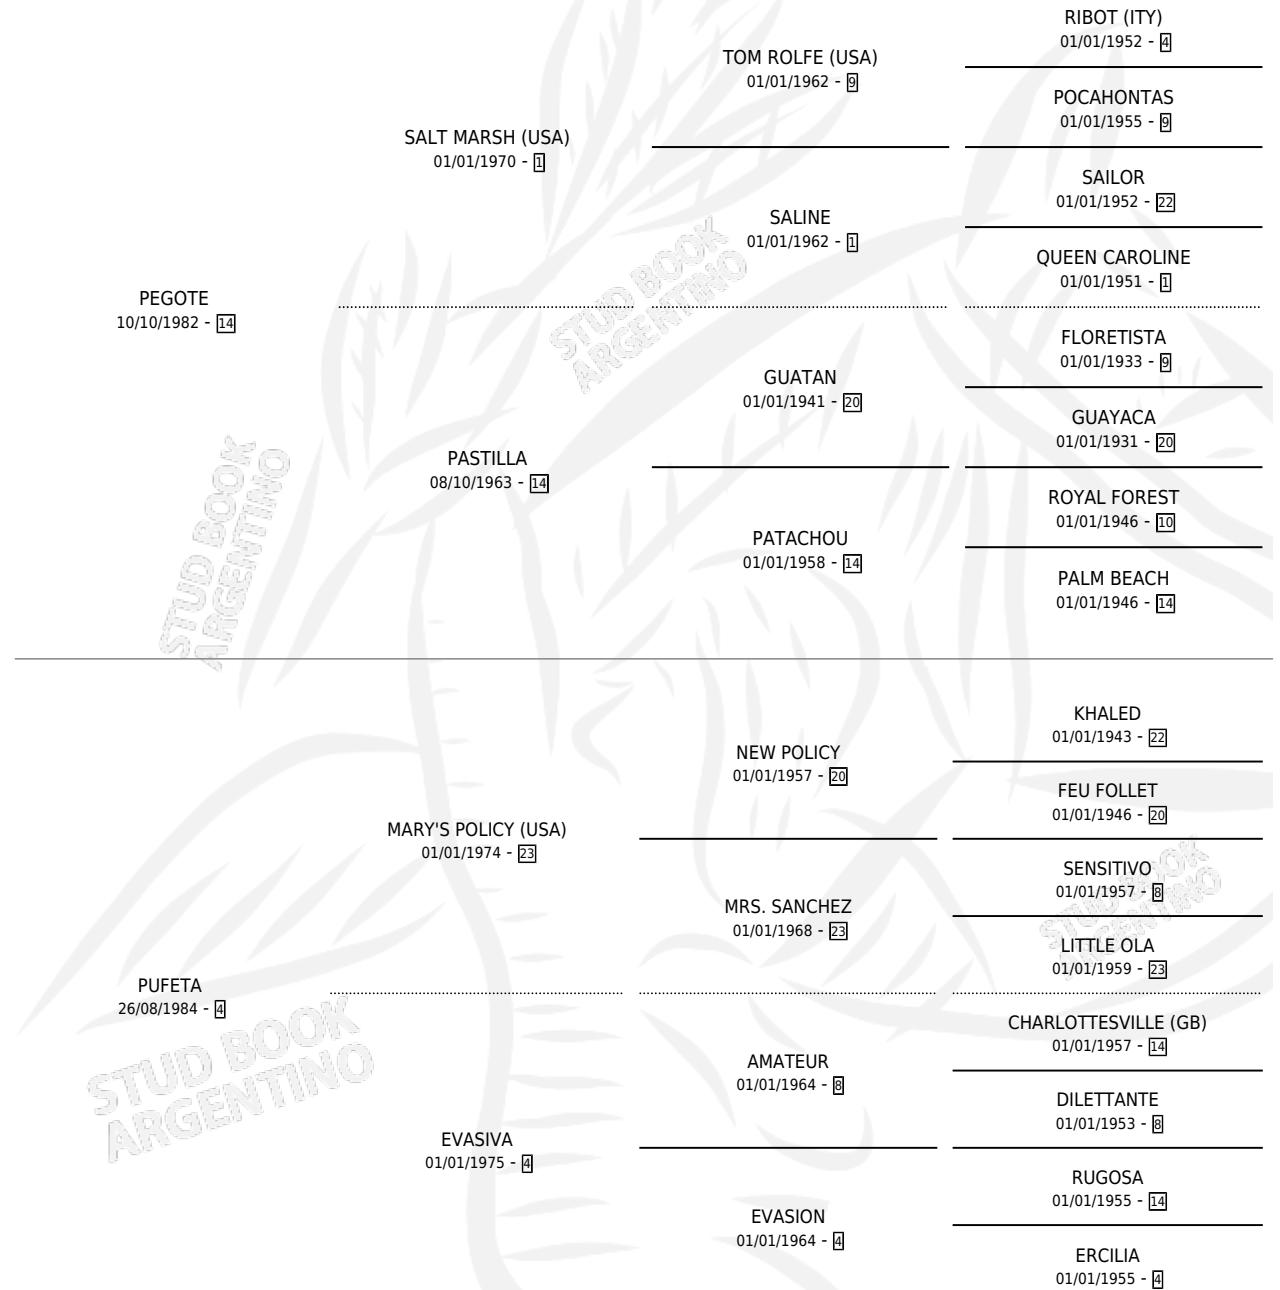 PEGOTE
10/10/1982 - 14
SALT MARSH (USA)
01/01/1970 - 1
TOM ROLFE (USA)
01/01/1962 - 9
RIBOT (ITY)
01/01/1952 - 4
POCAHONTAS
01/01/1955 - 9
SALINE
01/01/1962 - 1
SAILOR
01/01/1952 - 22
QUEEN CAROLINE
01/01/1951 - 1
PASTILLA
08/10/1963 - 14
GUATAN
01/01/1941 - 20
FLORETISTA
01/01/1933 - 9
GUAYACA
01/01/1931 - 20
PATACHOU
01/01/1958 - 14
ROYAL FOREST
01/01/1946 - 10
PALM BEACH
01/01/1946 - 14
PUFETA
26/08/1984 - 4
MARY'S POLICY (USA)
01/01/1974 - 23
NEW POLICY
01/01/1957 - 20
KHALED
01/01/1943 - 22
FEU FOLLET
01/01/1946 - 20
MRS. SANCHEZ
01/01/1968 - 23
SENSITIVO
01/01/1957 - 8
LITTLE OLA
01/01/1959 - 23
EVASIVA
01/01/1975 - 4
AMATEUR
01/01/1964 - 8
CHARLOTTESVILLE (GB)
01/01/1957 - 14
DILETTANTE
01/01/1953 - 8
EVASION
01/01/1964 - 4
RUGOSA
01/01/1955 - 14
ERCILIA
01/01/1955 - 4
STUD BOOK
ARGENTINO
STUD BOOK
ARGENTINO
STUD BOOK
ARGENTINO
STUD BOOK
ARGENTINO